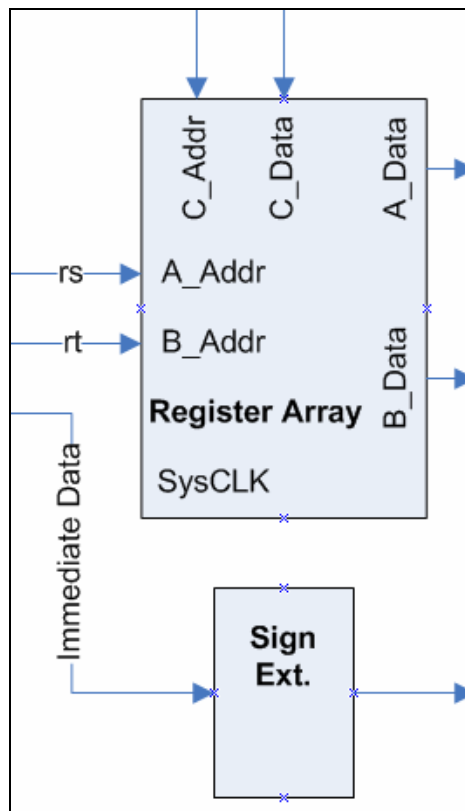 C_Addr
C_Data
A_Data
rs
A_Addr
rt
B_Addr
B_Data
Register Array
SysCLK
Immediate Data
Sign
Ext.